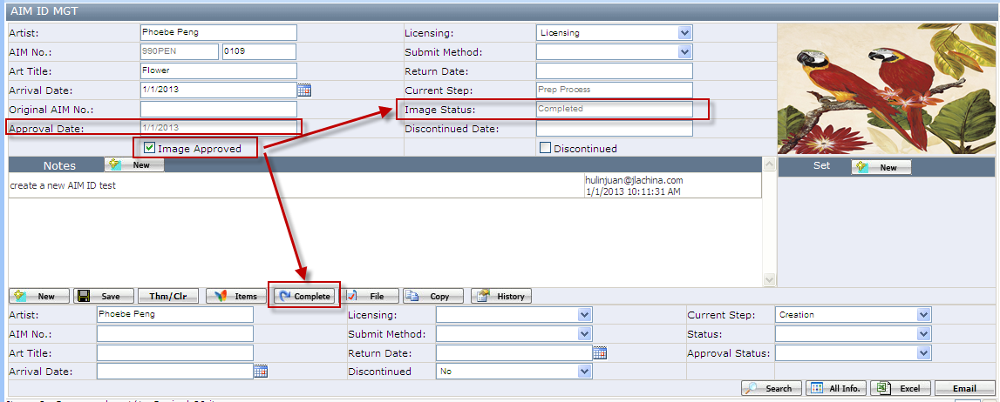 AIM ID MGT
Artist: Phoebe Peng Licensing: Licensing
AIM No.: 990PEN 0109 Submit Method:
Art Title: Flower Return Date:
Arrival Date: 1/1/2013 Current Step: Prep Process
Original AIM No.: Image Status: Completed
Approval Date: 1/1/2013 Discontinued Date:
Image Approved Discontinued
Notes New Set New
create a new AIM ID test hulinjuan@jlachina.com
1/1/2013 10:11:31 AM
New Save Thm/Clr Items Complete File Copy History
Artist: Phoebe Peng Licensing: Current Step: Creation
AIM No.: Submit Method: Status:
Art Title: Return Date: Approval Status:
Arrival Date: Discontinued No
Search All Info. Excel Email